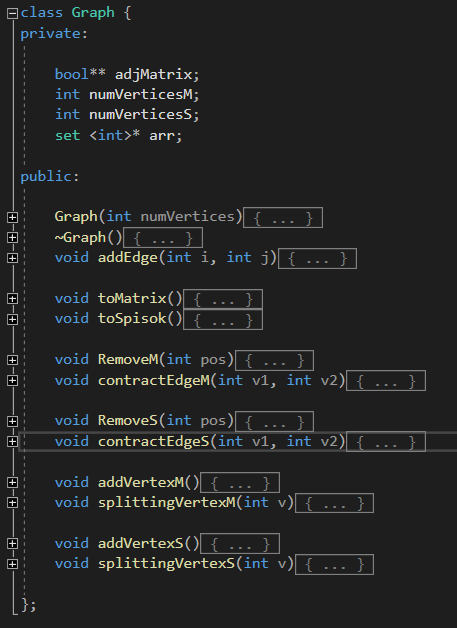 class Graph {
private:
bool** adjMatrix;
int numVerticesM;
int numVerticesS;
set <int>* arr;
public:
Graph(int numVertices) { ... }
~Graph() { ... }
void addEdge(int i, int j) { ... }
void toMatrix() { ... }
void toSpisok() { ... }
void RemoveM(int pos) { ... }
void contractEdgeM(int v1, int v2) { ... }
void RemoveS(int pos) { ... }
void contractEdgeS(int v1, int v2) { ... }
void addVertexM() { ... }
void splittingVertexM(int v) { ... }
void addVertexS() { ... }
void splittingVertexS(int v) { ... }
};